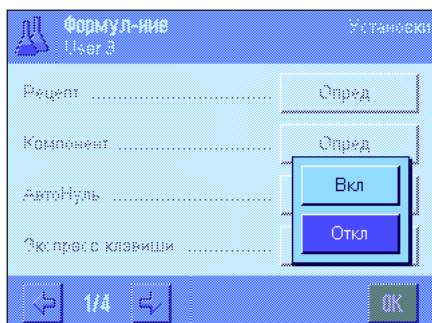 Формул-ние
Установки
User 3
Рецепт
Опред
Компонент
Опред
АвтоНуль
Вкл
Откл
Экспресс клавиши
1/4
OK